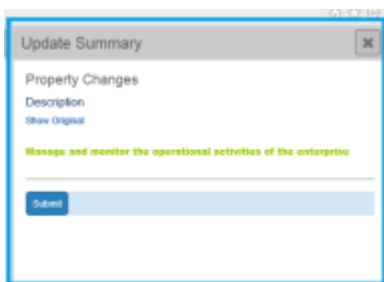 Update Summary
Property Changes
Description
Show Original
Manage and monitor the operational activities of the enterprise
Submit